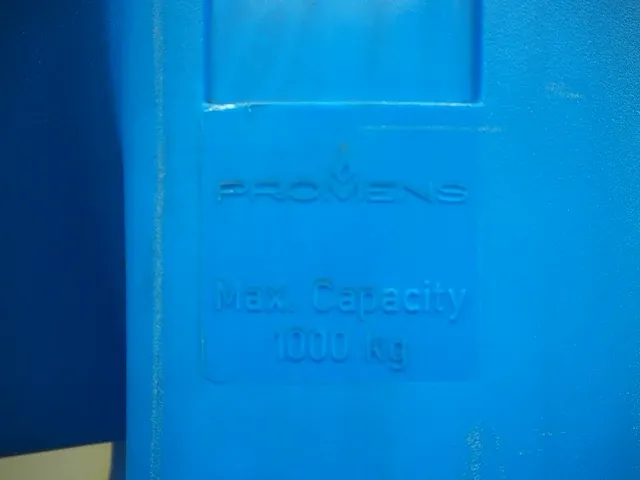 PROMENS
Max. Capacity
1000 kg